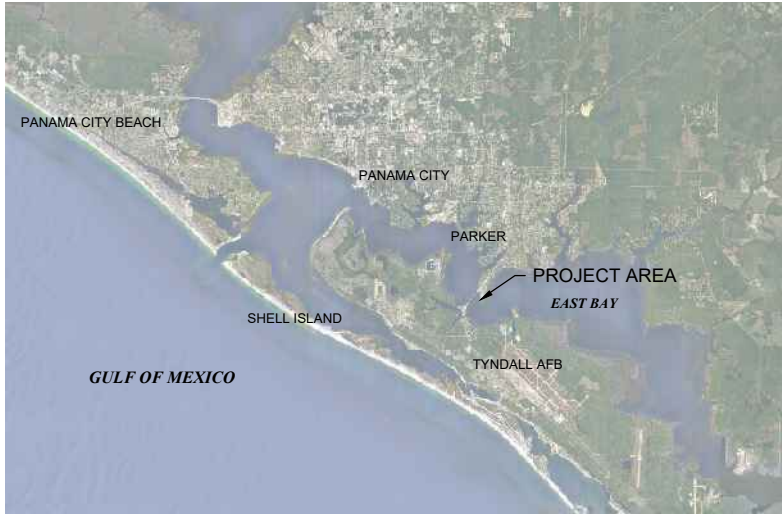 PANAMA CITY BEACH
PANAMA CITY
PARKER
PROJECT AREA
EAST BAY
SHELL ISLAND
TYNDALL AFB
GULF OF MEXICO